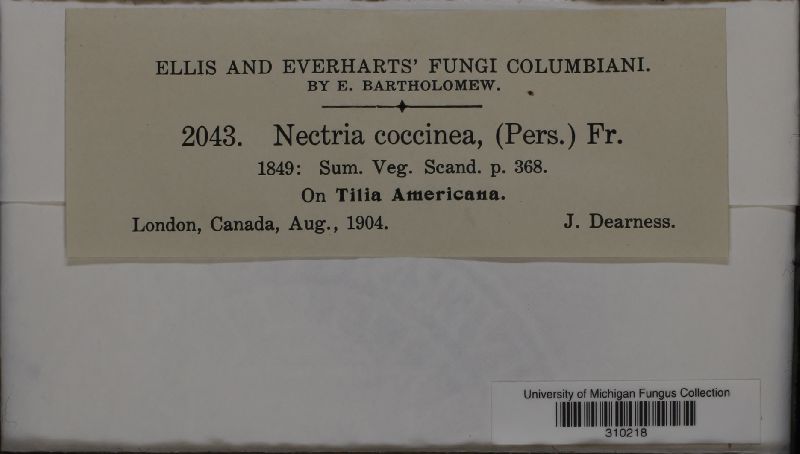 ELLIS AND EVERHARTS' FUNGI COLUMBIANI.
BY E. BARTHOLOMEW.
2043. Nectria coccinea, (Pers.) Fr.
1849: Sum. Veg. Scand. p. 368.
On Tilia Americana.
London, Canada, Aug., 1904. J. Dearness.
University of Michigan Fungus Collection
310218